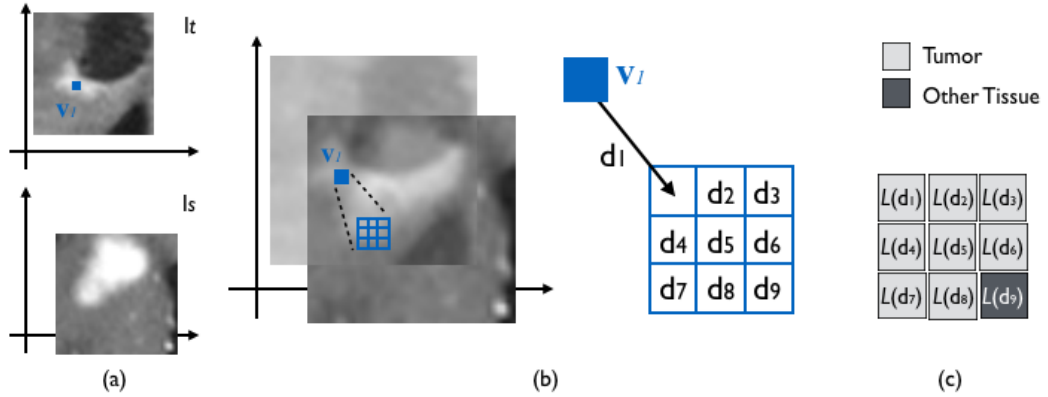 It
v1
Is
(a)
v1
v1
d1
d2 d3
d4 d5 d6
d7 d8 d9
(b)
Tumor
Other Tissue
L(d1) L(d2) L(d3)
L(d4) L(d5) L(d6)
L(d7) L(d8) L(d9)
(c)